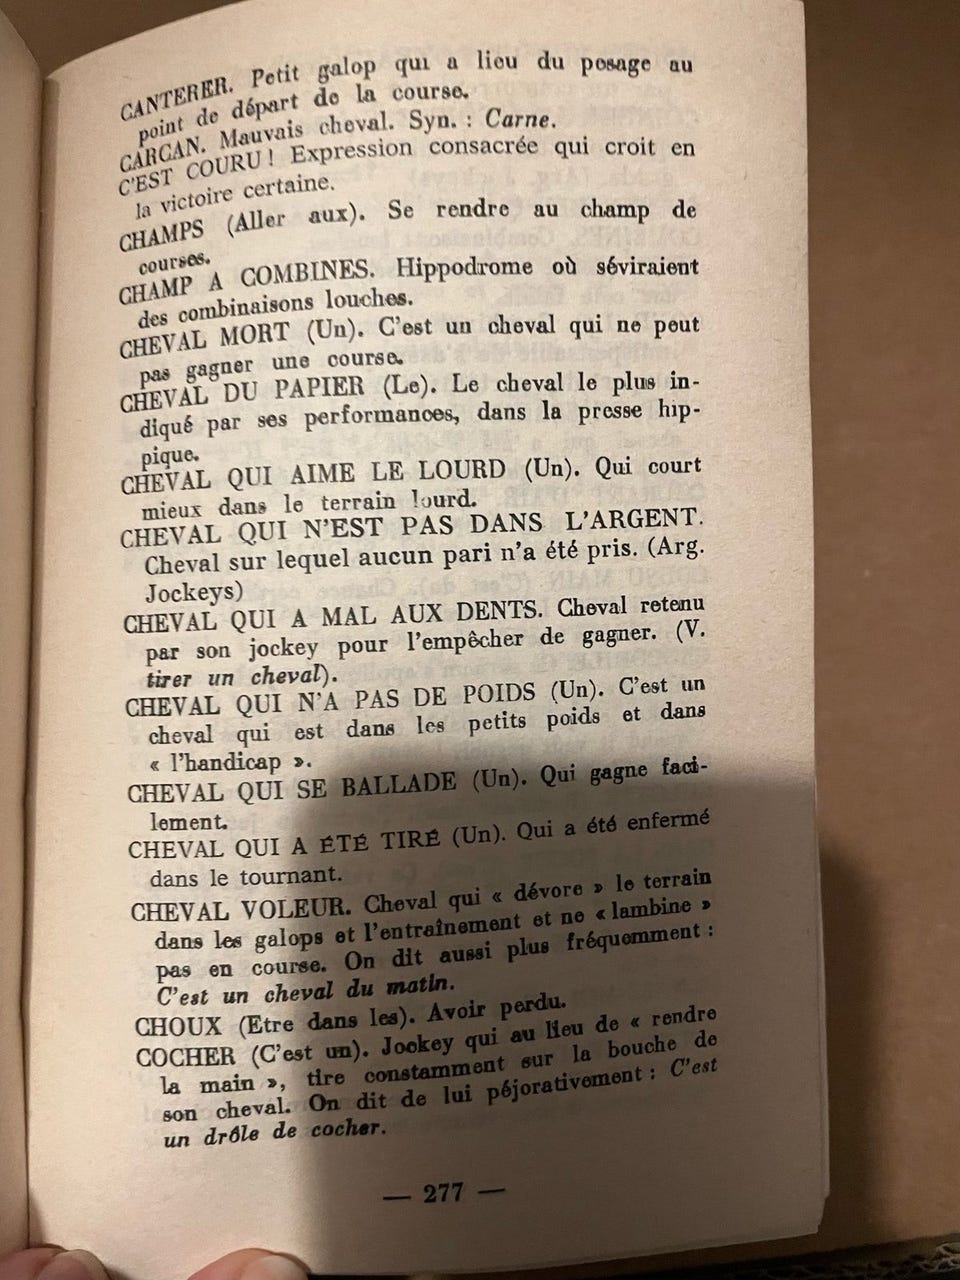 CANTERER. Petit galop qui a lieu du pesage au
point de départ de la course.
CARCAN. Mauvais cheval. Syn. : Carne.
C'EST COURU ! Expression consacrée qui croit en
la victoire certaine.
CHAMPS (Aller aux). Se rendre au champ de
courses.
CHAMP A COMBINES. Hippodrome où séviraient
des combinaisons louches.
CHEVAL MORT (Un). C'est un cheval qui ne peut
pas gagner une course.
CHEVAL DU PAPIER (Le). Le cheval le plus in-
diqué par ses performances, dans la presse hip-
pique.
CHEVAL QUI AIME LE LOURD (Un). Qui court
mieux dans le terrain lourd.
CHEVAL QUI N'EST PAS DANS L'ARGENT.
Cheval sur lequel aucun pari n'a été pris. (Arg.
Jockeys)
CHEVAL QUI A MAL AUX DENTS. Cheval retenu
par son jockey pour l'empêcher de gagner. (V.
tirer un cheval).
CHEVAL QUI N'A PAS DE POIDS (Un). C'est un
cheval qui est dans les petits poids et dans
« l'handicap ».
CHEVAL QUI SE BALLADE (Un). Qui gagne faci-
lement.
CHEVAL QUI A ÉTÉ TIRÉ (Un). Qui a été enfermé
dans le tournant.
CHEVAL VOLEUR. Cheval qui « dévore » le terrain
dans les galops et l'entraînement et ne « lambine »
pas en course. On dit aussi plus fréquemment :
C'est un cheval du matin.
CHOUX (Etre dans les). Avoir perdu.
COCHER (C'est un). Jockey qui au lieu de « rendre
la main », tire constamment sur la bouche de
son cheval. On dit de lui péjorativement : C'est
un drôle de cocher.
— 277 —